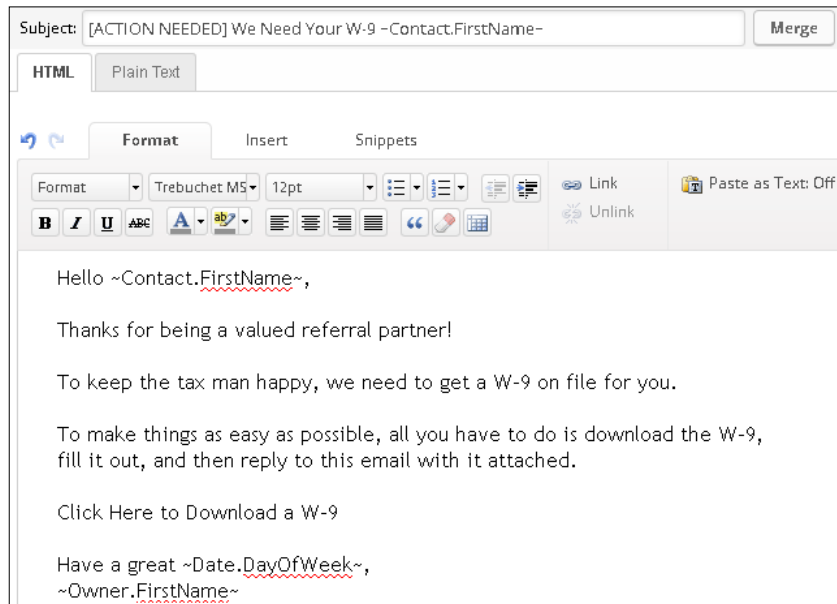 Subject: [ACTION NEEDED] We Need Your W-9 ~Contact.FirstName~ Merge
HTML Plain Text
Format Insert Snippets
Format Trebuchet MS 12pt Link Paste as Text: Off
B I U ABC A ab Unlink
Hello ~Contact.FirstName~,
Thanks for being a valued referral partner!
To keep the tax man happy, we need to get a W-9 on file for you.
To make things as easy as possible, all you have to do is download the W-9,
fill it out, and then reply to this email with it attached.
Click Here to Download a W-9
Have a great ~Date.DayOfWeek~,
~Owner.FirstName~